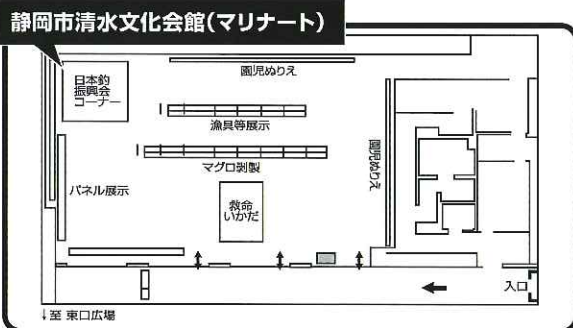 静岡市清水文化会館(マリナート)
日本釣
振興会
コーナー
園児ぬりえ
漁具等展示
マグロ剥製
園児ぬりえ
パネル展示
救命
いかだ
入口
↓至 東口広場